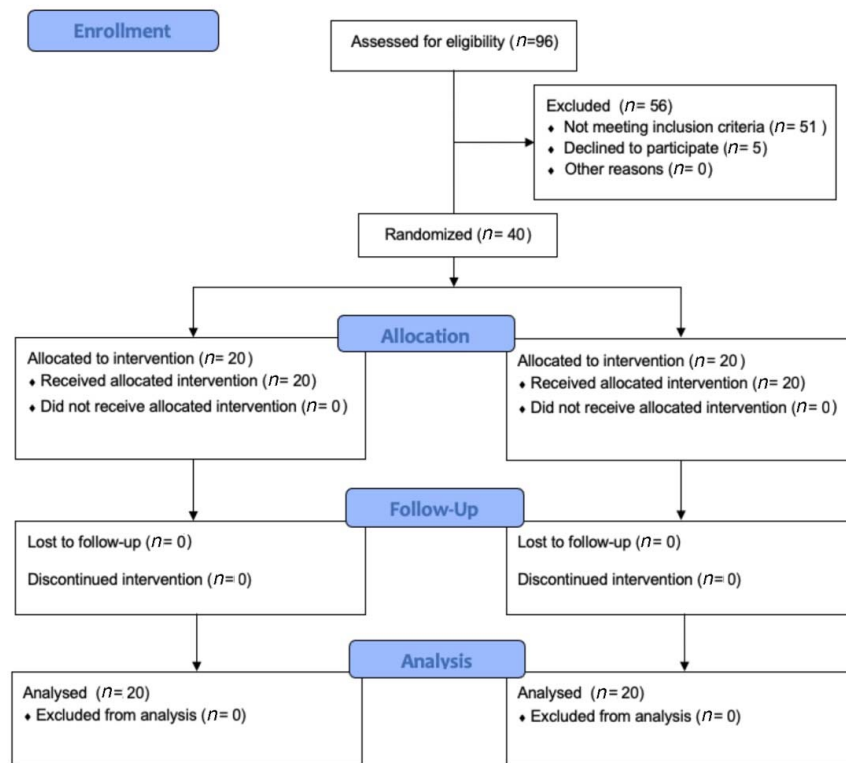 Enrollment
Assessed for eligibility (n=96)
Excluded (n= 56)
♦ Not meeting inclusion criteria (n= 51 )
♦ Declined to participate (n= 5)
♦ Other reasons (n= 0)
Randomized (n= 40)
Allocation
Allocated to intervention (n= 20)
♦ Received allocated intervention (n= 20)
♦ Did not receive allocated intervention (n= 0)
Allocated to intervention (n= 20)
♦ Received allocated intervention (n= 20)
♦ Did not receive allocated intervention (n= 0)
Follow-Up
Lost to follow-up (n= 0)
Discontinued intervention (n= 0)
Lost to follow-up (n= 0)
Discontinued intervention (n= 0)
Analysis
Analysed (n= 20)
♦ Excluded from analysis (n= 0)
Analysed (n= 20)
♦ Excluded from analysis (n= 0)